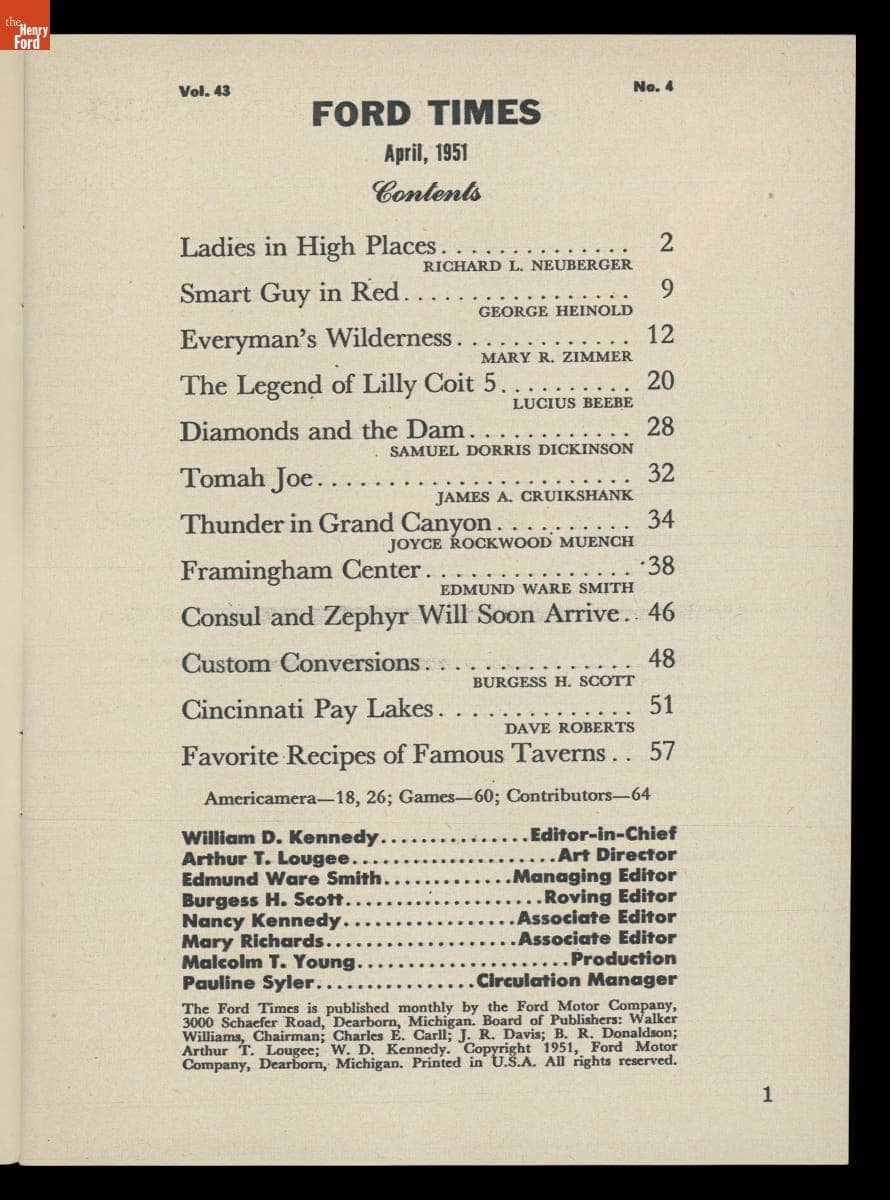 the
Henry
Ford
Vol. 43 No. 4
FORD TIMES
April, 1951
Contents
Ladies in High Places.............. 2
RICHARD L. NEUBERGER
Smart Guy in Red................. 9
GEORGE HEINOLD
Everyman's Wilderness............. 12
MARY R. ZIMMER
The Legend of Lilly Coit 5.......... 20
LUCIUS BEEBE
Diamonds and the Dam............ 28
SAMUEL DORRIS DICKINSON
Tomah Joe...................... 32
JAMES A. CRUIKSHANK
Thunder in Grand Canyon.......... 34
JOYCE ROCKWOOD MUENCH
Framingham Center............... 38
EDMUND WARE SMITH
Consul and Zephyr Will Soon Arrive.. 46
Custom Conversions............... 48
BURGESS H. SCOTT
Cincinnati Pay Lakes.............. 51
DAVE ROBERTS
Favorite Recipes of Famous Taverns.. 57
Americamera—18, 26; Games—60; Contributors—64
William D. Kennedy..............Editor-in-Chief
Arthur T. Lougee....................Art Director
Edmund Ware Smith............Managing Editor
Burgess H. Scott...................Roving Editor
Nancy Kennedy................Associate Editor
Mary Richards..................Associate Editor
Malcolm T. Young....................Production
Pauline Syler...............Circulation Manager
The Ford Times is published monthly by the Ford Motor Company,
3000 Schaefer Road, Dearborn, Michigan. Board of Publishers: Walker
Williams, Chairman; Charles E. Carll; J. R. Davis; B. R. Donaldson;
Arthur T. Lougee; W. D. Kennedy. Copyright 1951, Ford Motor
Company, Dearborn, Michigan. Printed in U.S.A. All rights reserved.
1